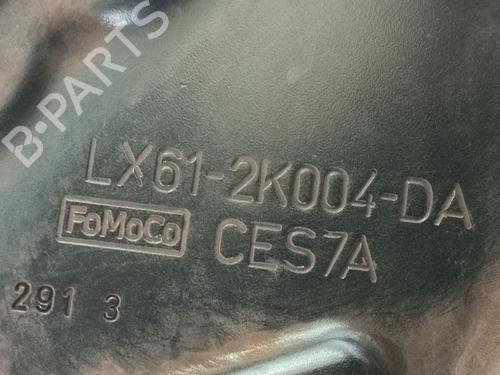 B-PARTS
LX61-2K004-DA
FoMoCo CES7A
291 3